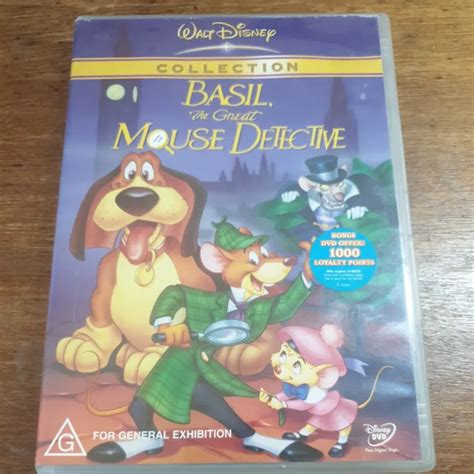 WALT DISNEY
COLLECTION
BASIL,
The Great
MOUSE DETECTIVE
BONUS
DVD OFFER!
1000
LOYALTY POINTS
G
FOR GENERAL EXHIBITION
Disney
DVD